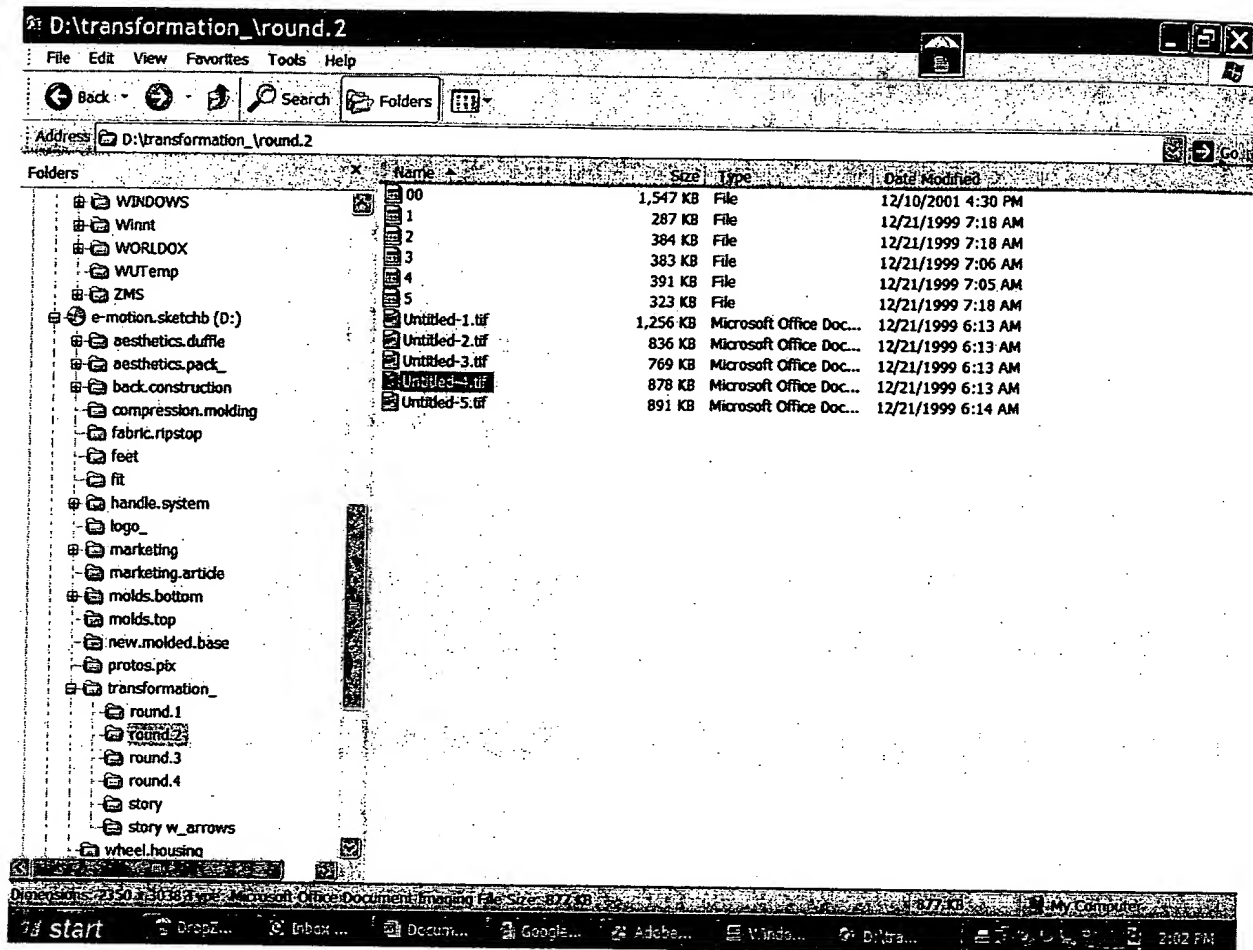 D:\transformation_\round.2
File Edit View Favorites Tools Help
Back Search Folders
Address D:\transformation_\round.2 Go
Folders x
Name Size Type Date Modified
WINDOWS
Winnt
WORLDOX
WUTemp
ZMS
e-motion.sketchb (D:)
aesthetics.duffle
aesthetics.pack_
back.construction
compression.molding
fabric.ripstop
feet
fit
handle.system
logo_
marketing
marketing.article
molds.bottom
molds.top
new.molded.base
protos.pix
transformation_
round.1
round.2
round.3
round.4
story
story w_arrows
wheel.housing
00 1,547 KB File 12/10/2001 4:30 PM
1 287 KB File 12/21/1999 7:18 AM
2 384 KB File 12/21/1999 7:18 AM
3 383 KB File 12/21/1999 7:06 AM
4 391 KB File 12/21/1999 7:05 AM
5 323 KB File 12/21/1999 7:18 AM
Untitled-1.tif 1,256 KB Microsoft Office Doc... 12/21/1999 6:13 AM
Untitled-2.tif 836 KB Microsoft Office Doc... 12/21/1999 6:13 AM
Untitled-3.tif 769 KB Microsoft Office Doc... 12/21/1999 6:13 AM
Untitled-4.tif 878 KB Microsoft Office Doc... 12/21/1999 6:13 AM
Untitled-5.tif 891 KB Microsoft Office Doc... 12/21/1999 6:14 AM
Dimensions: 2350 x 3038 Type: Microsoft Office Document Imaging File Size: 877 KB 877 KB My Computer
start DropZ... Inbox ... Docum... Google... Adobe... Windo... D:\tra... 2:02 PM